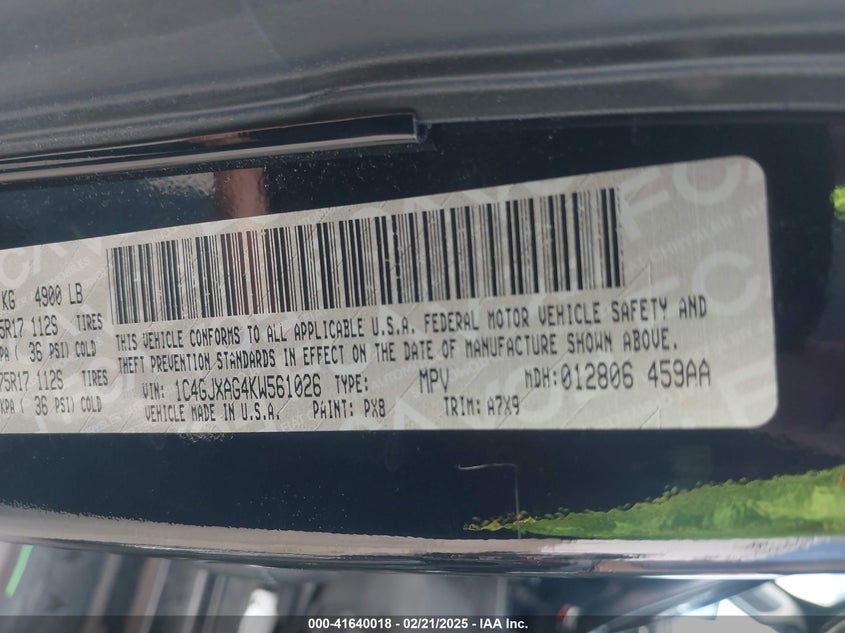 KG 4900 LB
5R17 112S TIRES
KPA ( 36 PSI) COLD
75R17 112S TIRES
KPA ( 36 PSI) COLD
THIS VEHICLE CONFORMS TO ALL APPLICABLE U.S.A. FEDERAL MOTOR VEHICLE SAFETY AND
THEFT PREVENTION STANDARDS IN EFFECT ON THE DATE OF MANUFACTURE SHOWN ABOVE.
VIN: 1C4GJXAG4KW561026 TYPE: MPV MDH: 012806 459AA
VEHICLE MADE IN U.S.A. PAINT: PX8 TRIM: A7X9
000-41640018 - 02/21/2025 - IAA Inc.